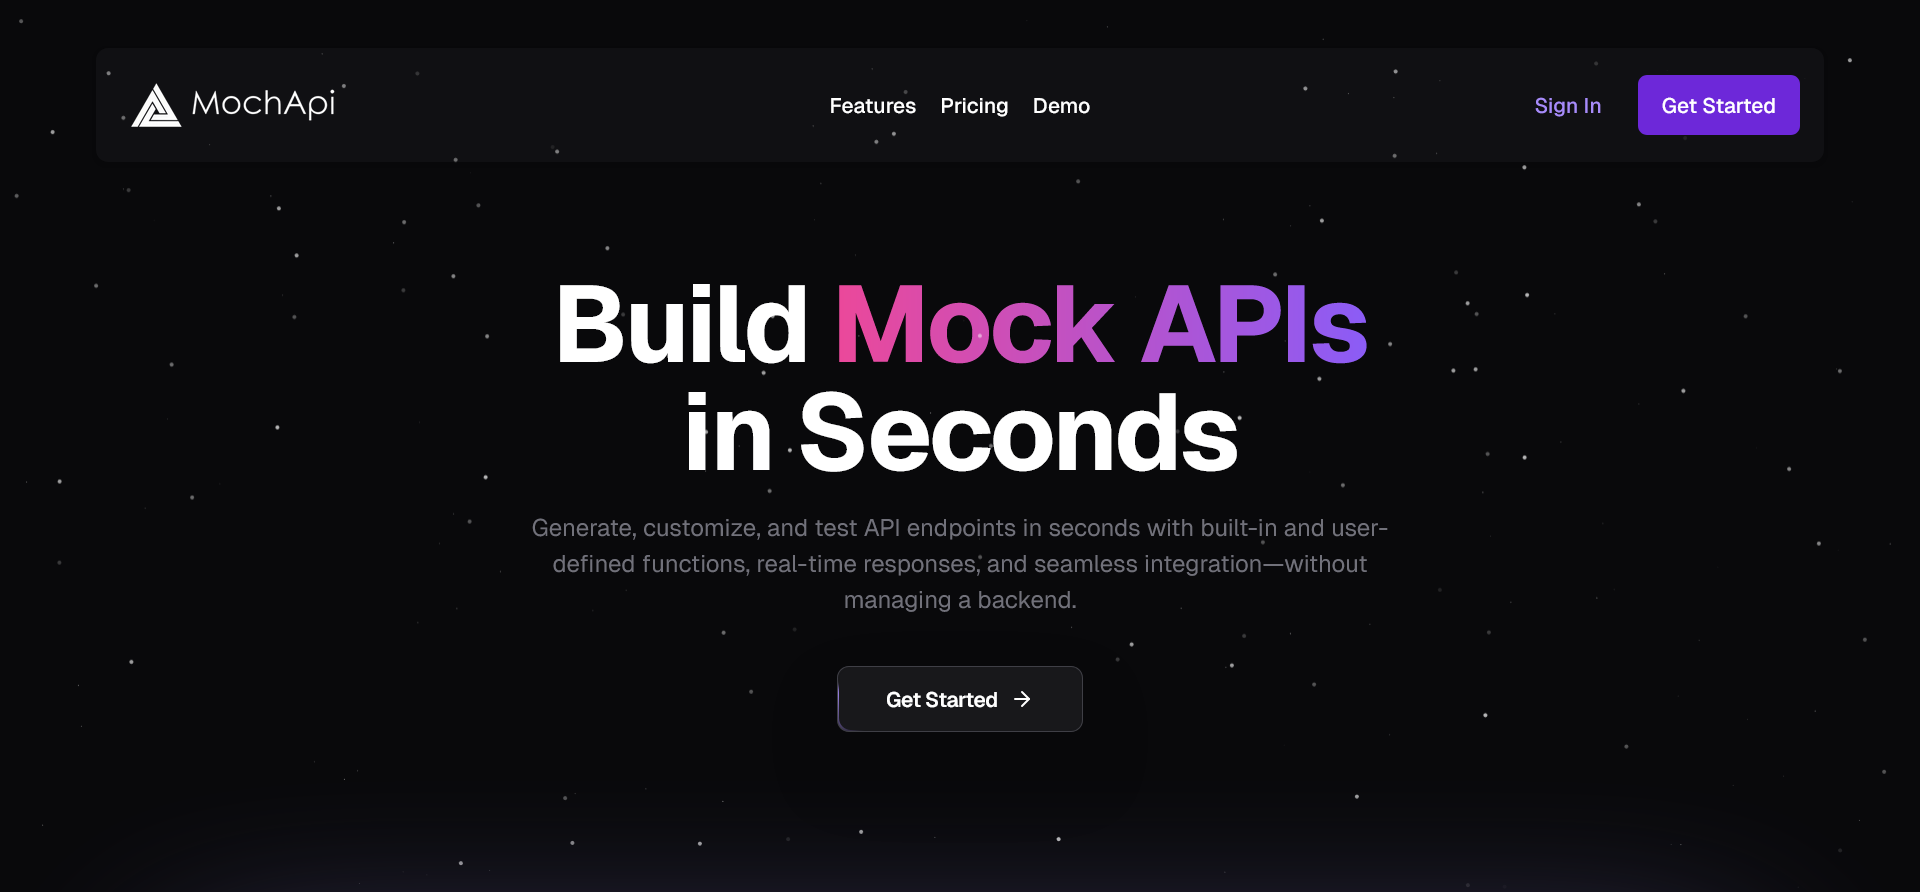 MochApi
Features Pricing Demo
Sign In
Get Started
Build Mock APIs
in Seconds
Generate, customize, and test API endpoints in seconds with built-in and user-
defined functions, real-time responses, and seamless integration—without
managing a backend.
Get Started →